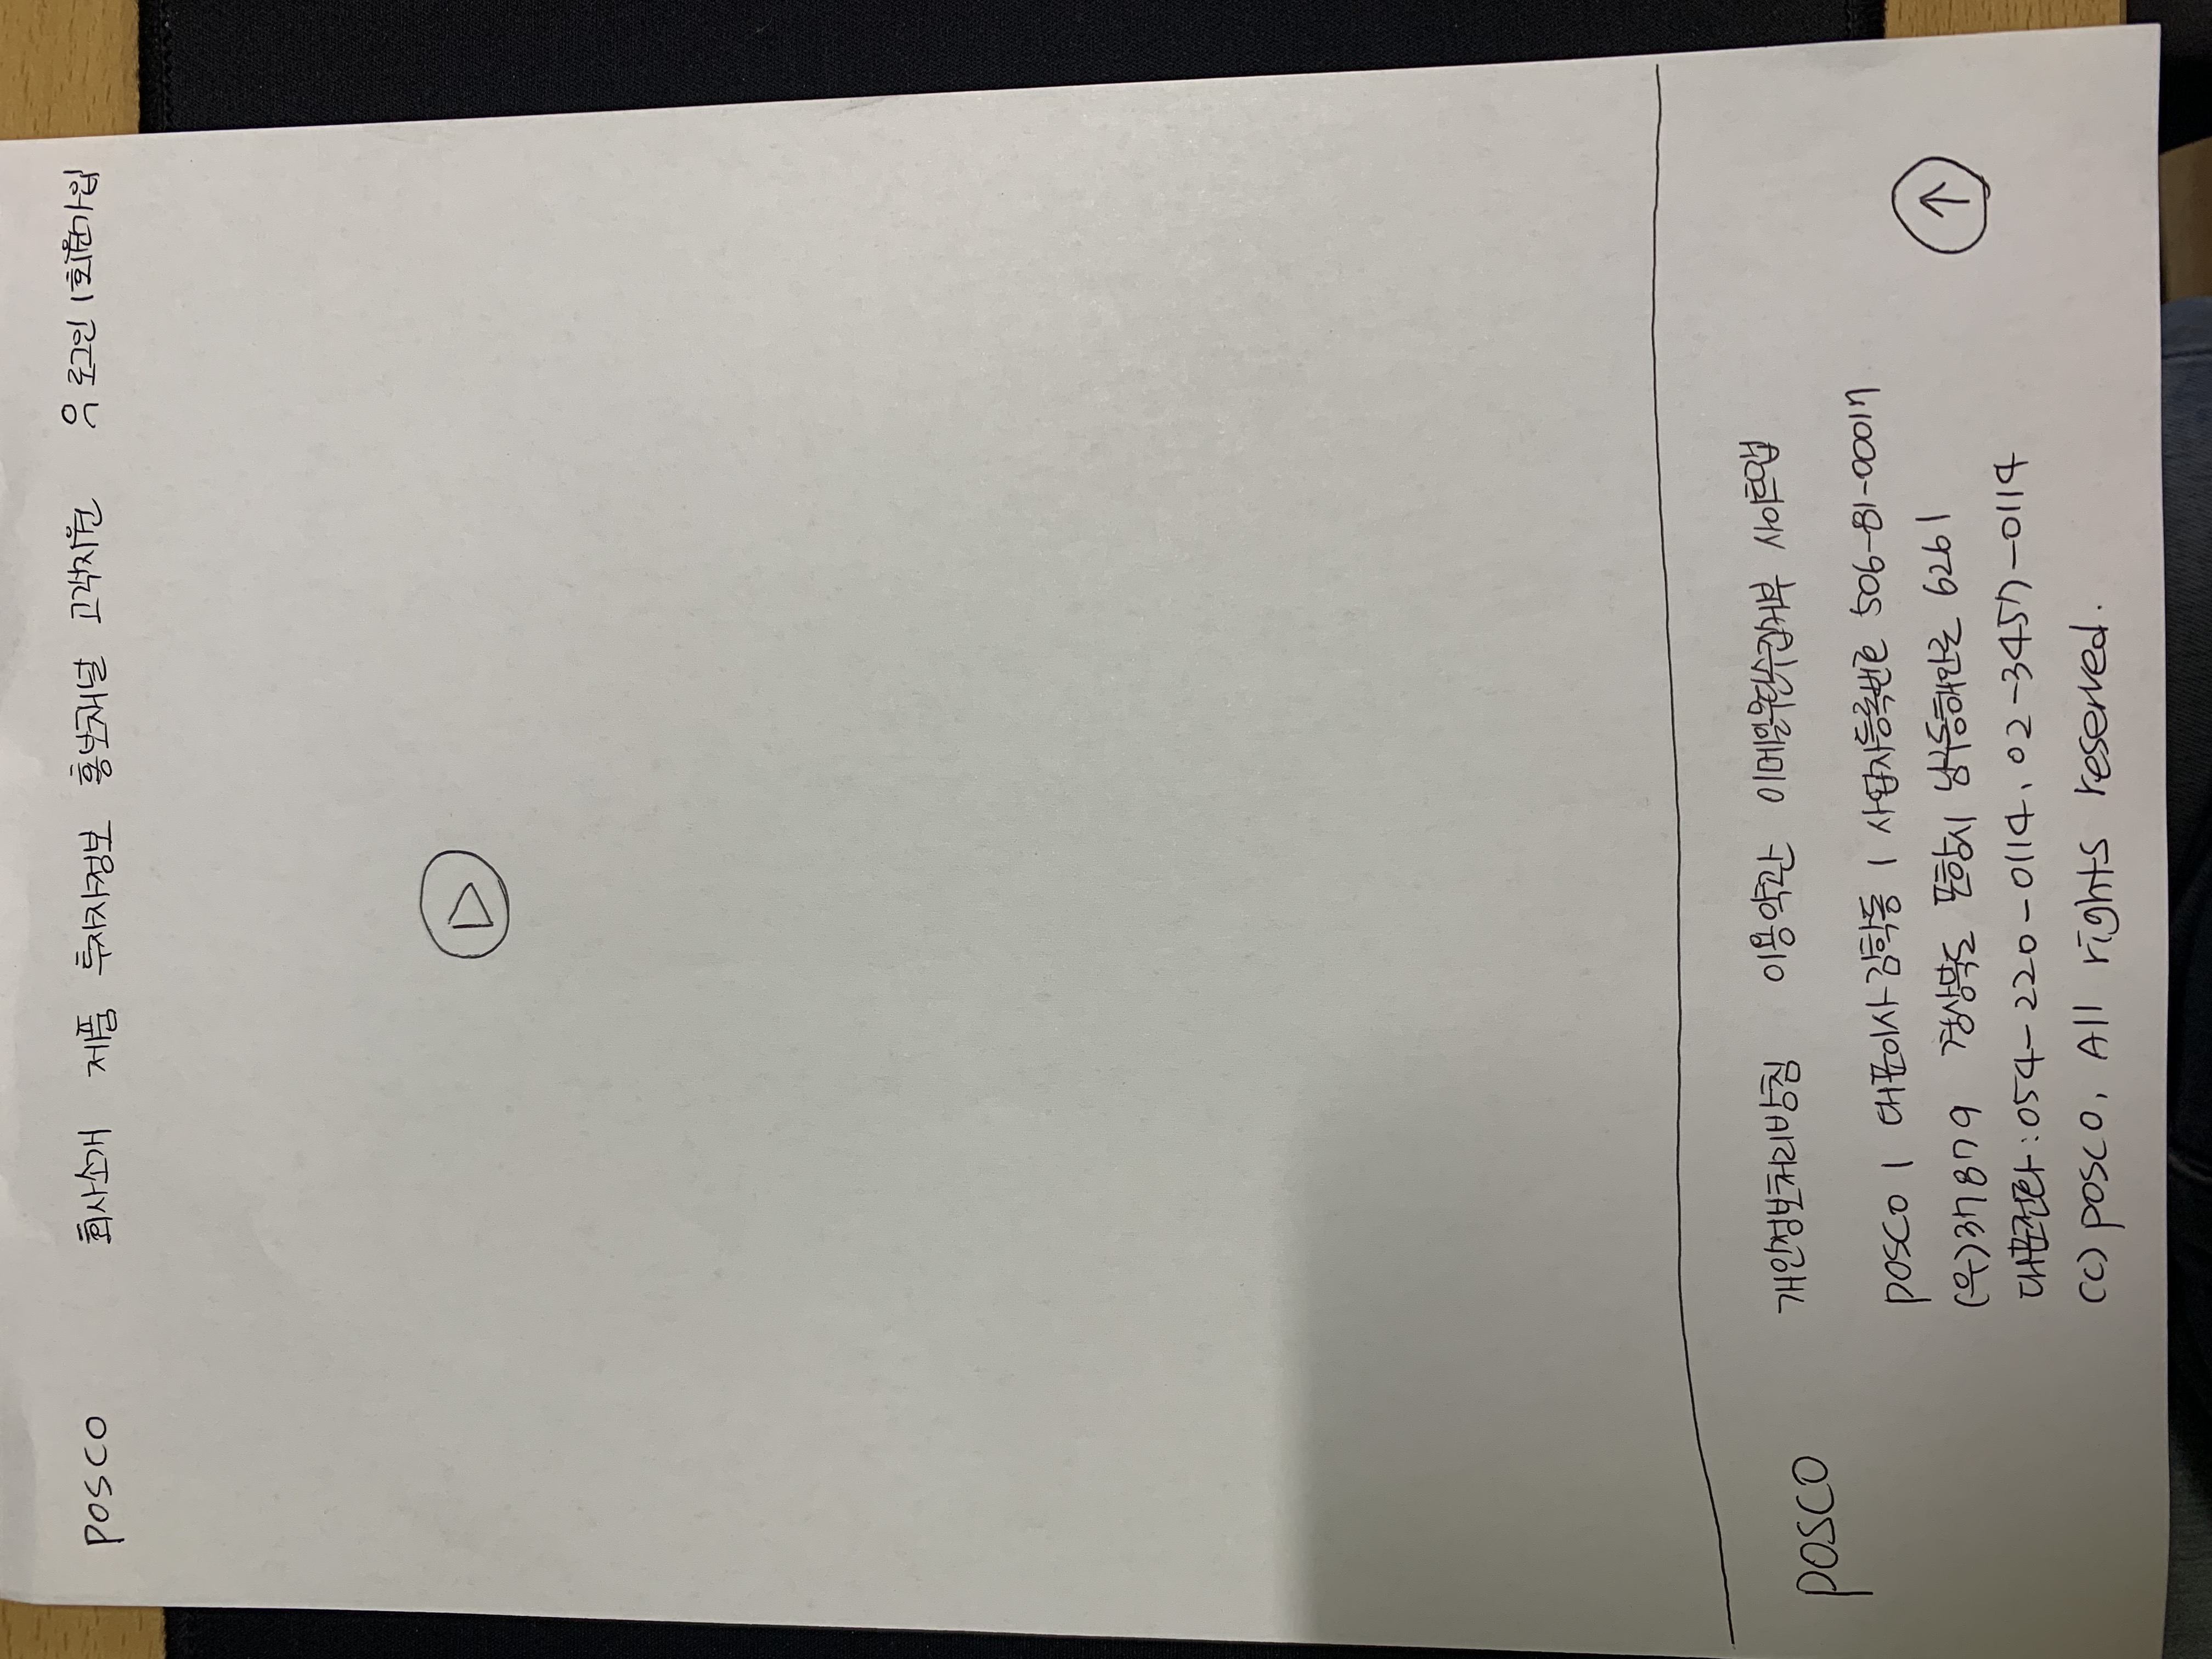 posco 회사소개 제품 투자자정보 홍보채널 고객지원 로그인 | 회원가입
개인정보처리방침 이용약관 이메일무단수집거부 사이트맵
posco
posco | 대표이사 김학동 | 사업자등록번호 506-81-00017
(우)37879 경상북도 포항시 남구동해안로 6261
대표전화 : 054-220-0114, 02-3457-0114
(c) posco, All rights reserved.